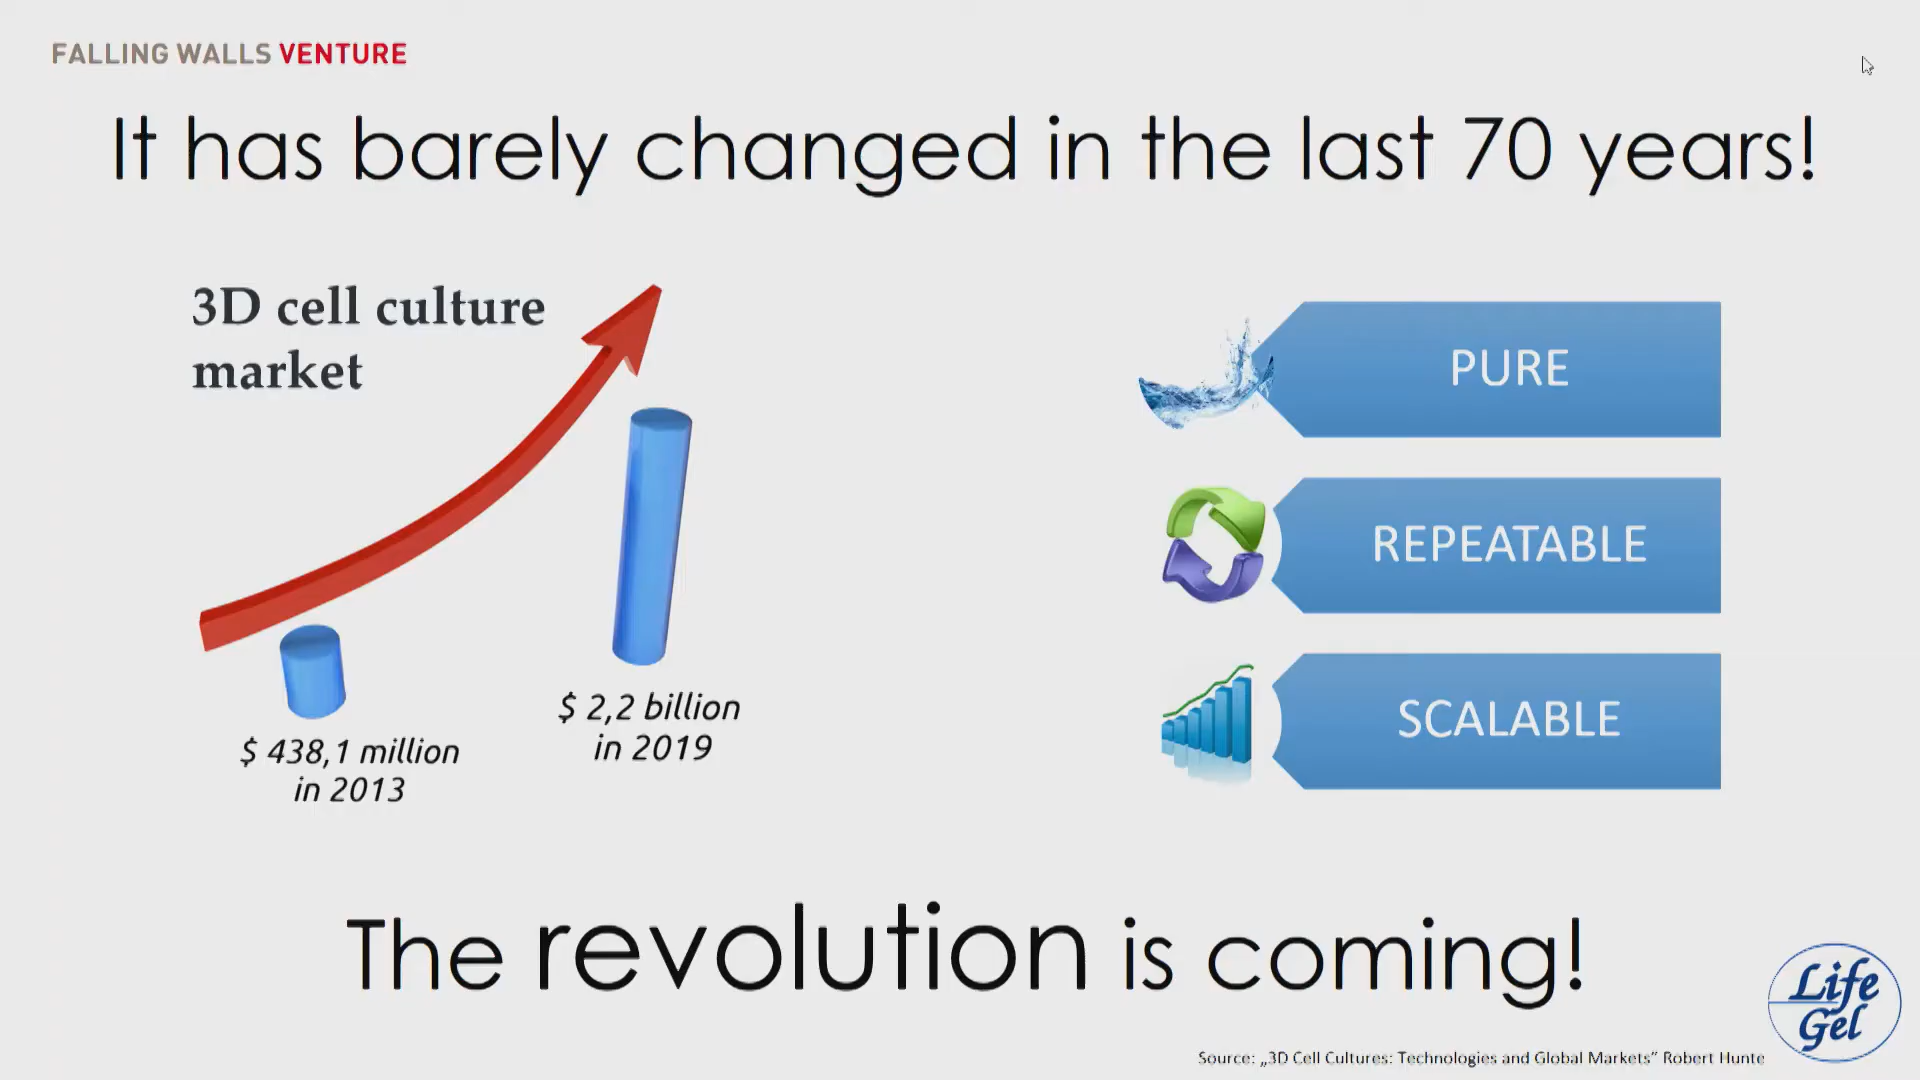 FALLING WALLS VENTURE
It has barely changed in the last 70 years!
3D cell culture
market
$ 438,1 million
in 2013
$ 2,2 billion
in 2019
PURE
REPEATABLE
SCALABLE
The revolution is coming!
Life
Gel
Source: „3D Cell Cultures: Technologies and Global Markets” Robert Hunte